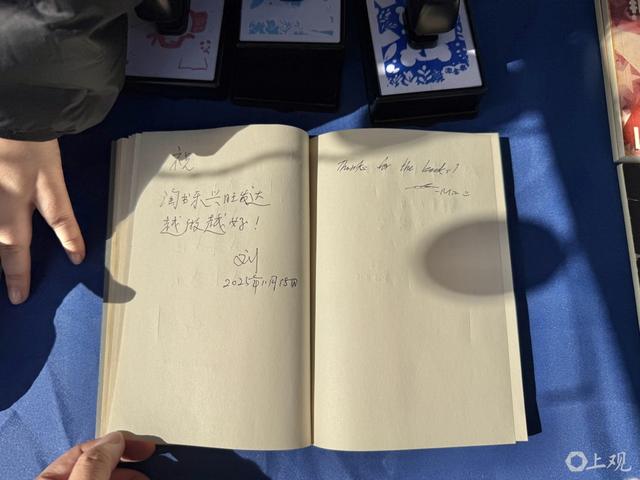 祝
淘书乐兴旺发达
越做越好!
刘
2025年11月15日
Thanks for the books!
上观